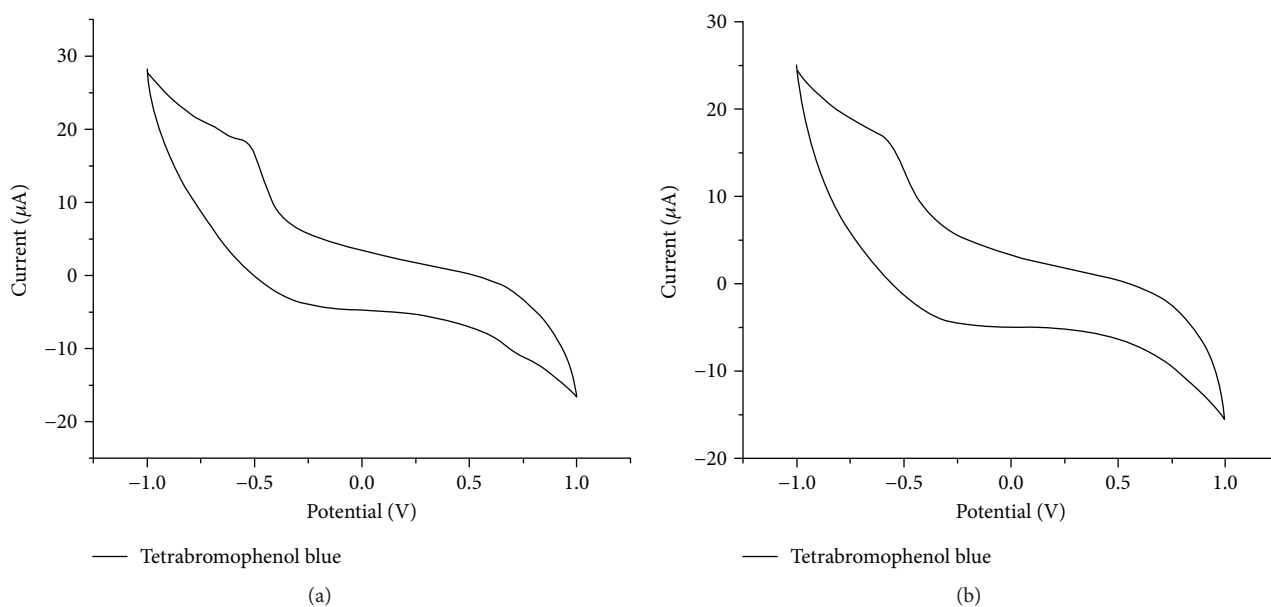 30
20
10
0
−10
−20
Current (μA)
−1.0
−0.5
0.0
0.5
1.0
Potential (V)
Tetrabromophenol blue
(a)
30
20
10
0
−10
−20
Current (μA)
−1.0
−0.5
0.0
0.5
1.0
Potential (V)
Tetrabromophenol blue
(b)